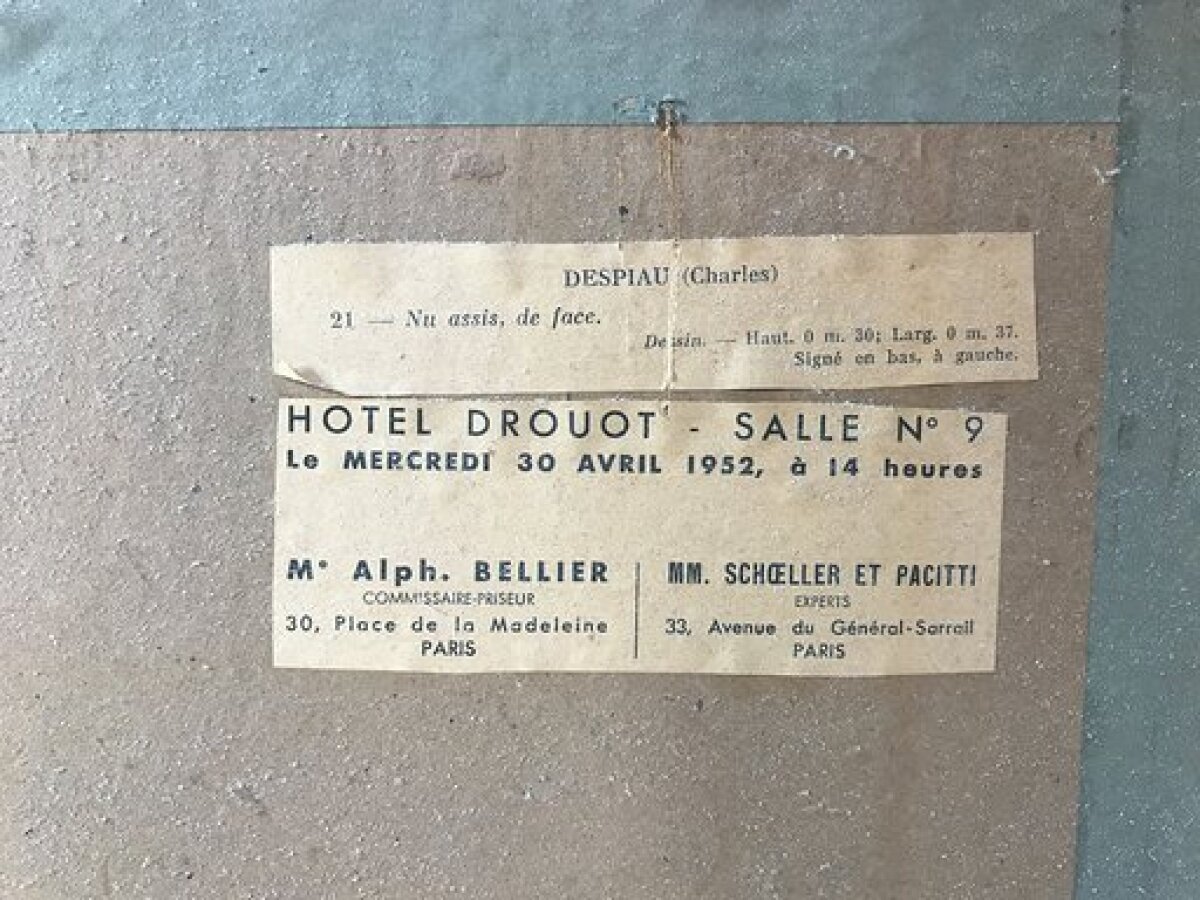 DESPIAU (Charles)
21 — Nu assis, de face.
Dessin. — Haut. 0 m. 30; Larg. 0 m. 37.
Signé en bas, à gauche.
HOTEL DROUOT - SALLE N° 9
Le MERCREDI 30 AVRIL 1952, à 14 heures
Mᵉ Alph. BELLIER
COMMISSAIRE-PRISEUR
30, Place de la Madeleine
PARIS
MM. SCHŒLLER ET PACITTI
EXPERTS
33, Avenue du Général-Sarrail
PARIS